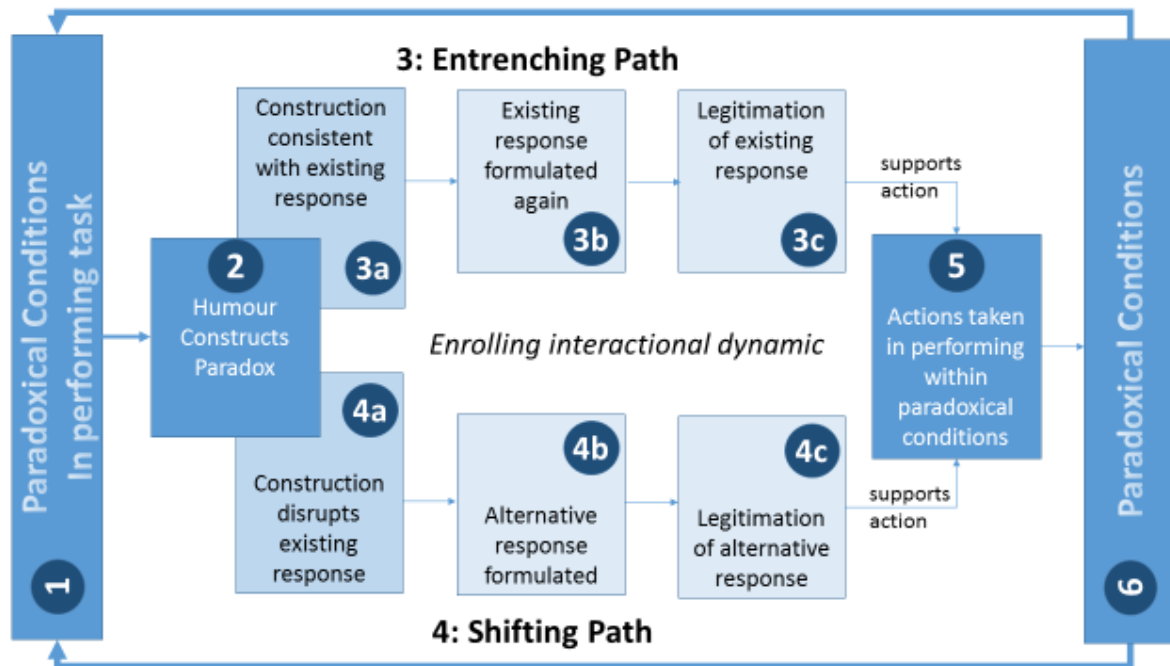 Paradoxical Conditions
In performing task
1
3: Entrenching Path
Construction
consistent
with existing
response
3a
Existing
response
formulated
again
3b
Legitimation
of existing
response
3c
supports
action
2
Humour
Constructs
Paradox
Enrolling interactional dynamic
4a
Construction
disrupts
existing
response
4b
Alternative
response
formulated
4c
Legitimation
of alternative
response
supports
action
4: Shifting Path
5
Actions taken
in performing
within
paradoxical
conditions
Paradoxical Conditions
6